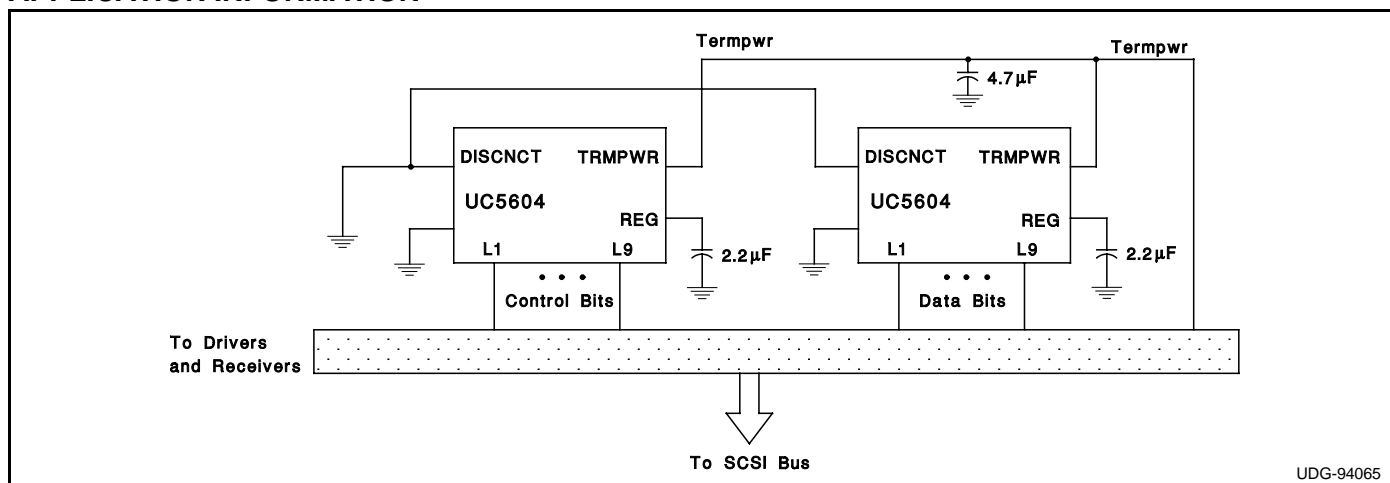 Termpwr
Termpwr
4.7µF
DISCNCT TRMPWR
UC5604
REG
L1 L9
2.2µF
DISCNCT TRMPWR
UC5604
REG
L1 L9
2.2µF
• • •
Control Bits
• • •
Data Bits
To Drivers
and Receivers
To SCSI Bus
UDG-94065